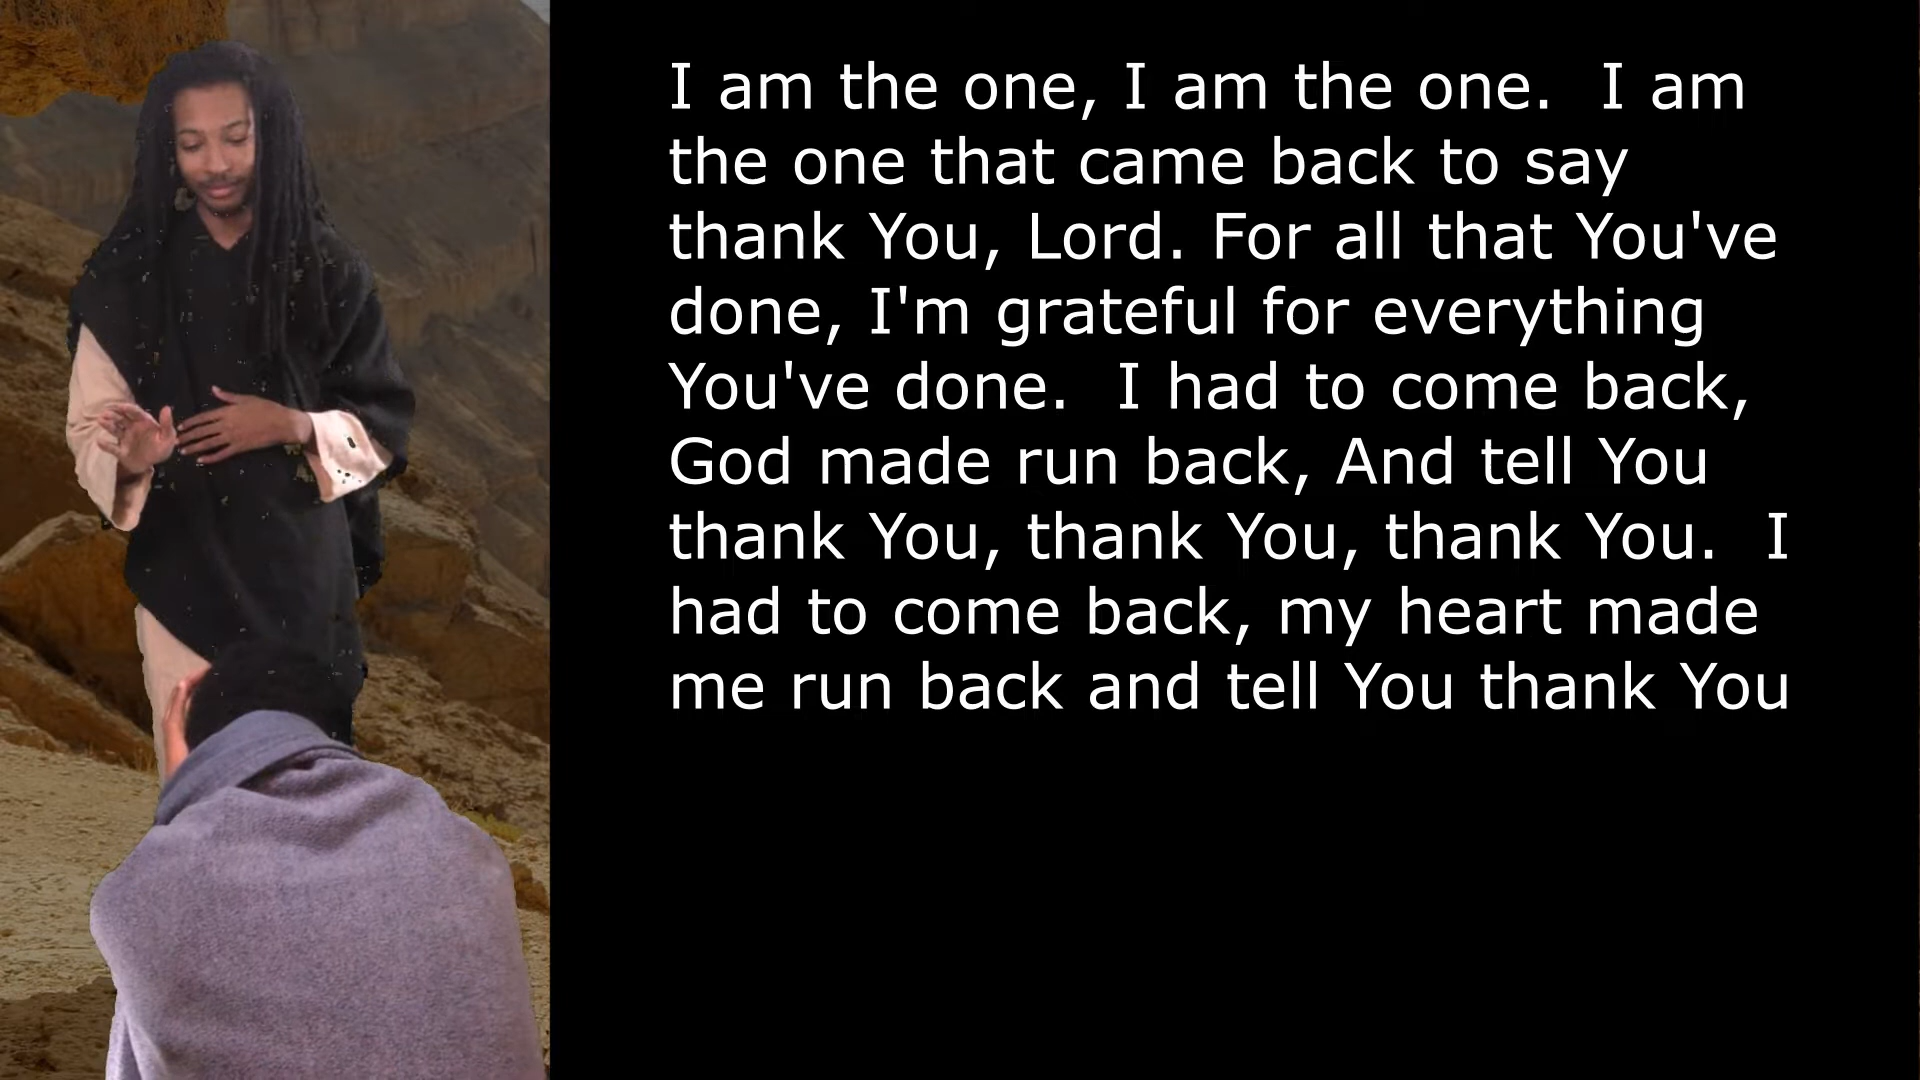 I am the one, I am the one.  I am
the one that came back to say
thank You, Lord. For all that You've
done, I'm grateful for everything
You've done.  I had to come back,
God made run back, And tell You
thank You, thank You, thank You.  I
had to come back, my heart made
me run back and tell You thank You